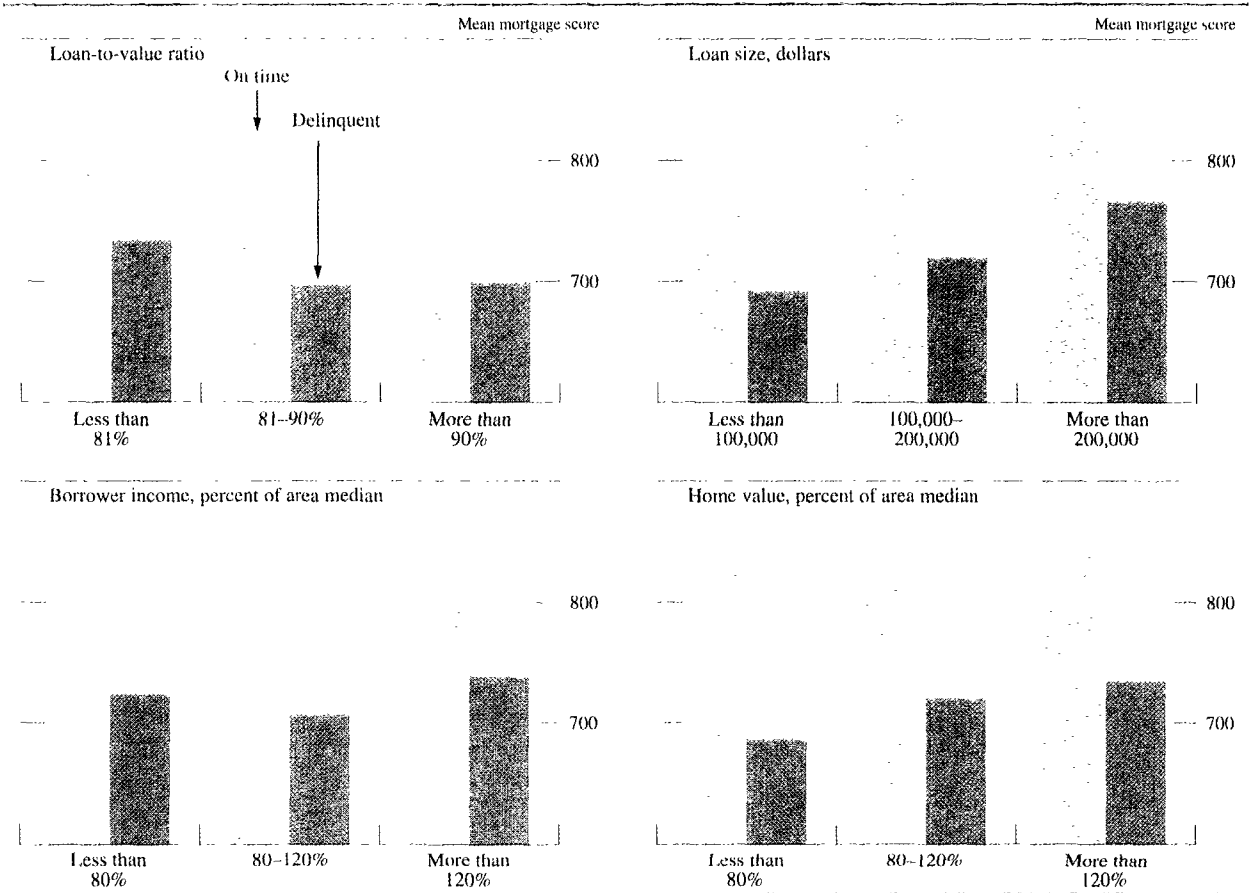 Mean mortgage score
Mean mortgage score
Loan-to-value ratio
On time
Delinquent
800
700
Less than
81%
81–90%
More than
90%
Loan size, dollars
800
700
Less than
100,000
100,000–
200,000
More than
200,000
Borrower income, percent of area median
800
700
Less than
80%
80–120%
More than
120%
Home value, percent of area median
800
700
Less than
80%
80–120%
More than
120%